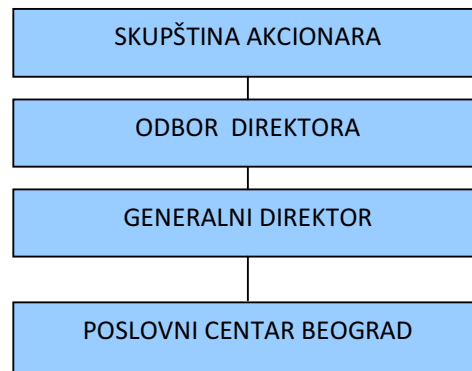 SKUPŠTINA AKCIONARA
ODBOR DIREKTORA
GENERALNI DIREKTOR
POSLOVNI CENTAR BEOGRAD